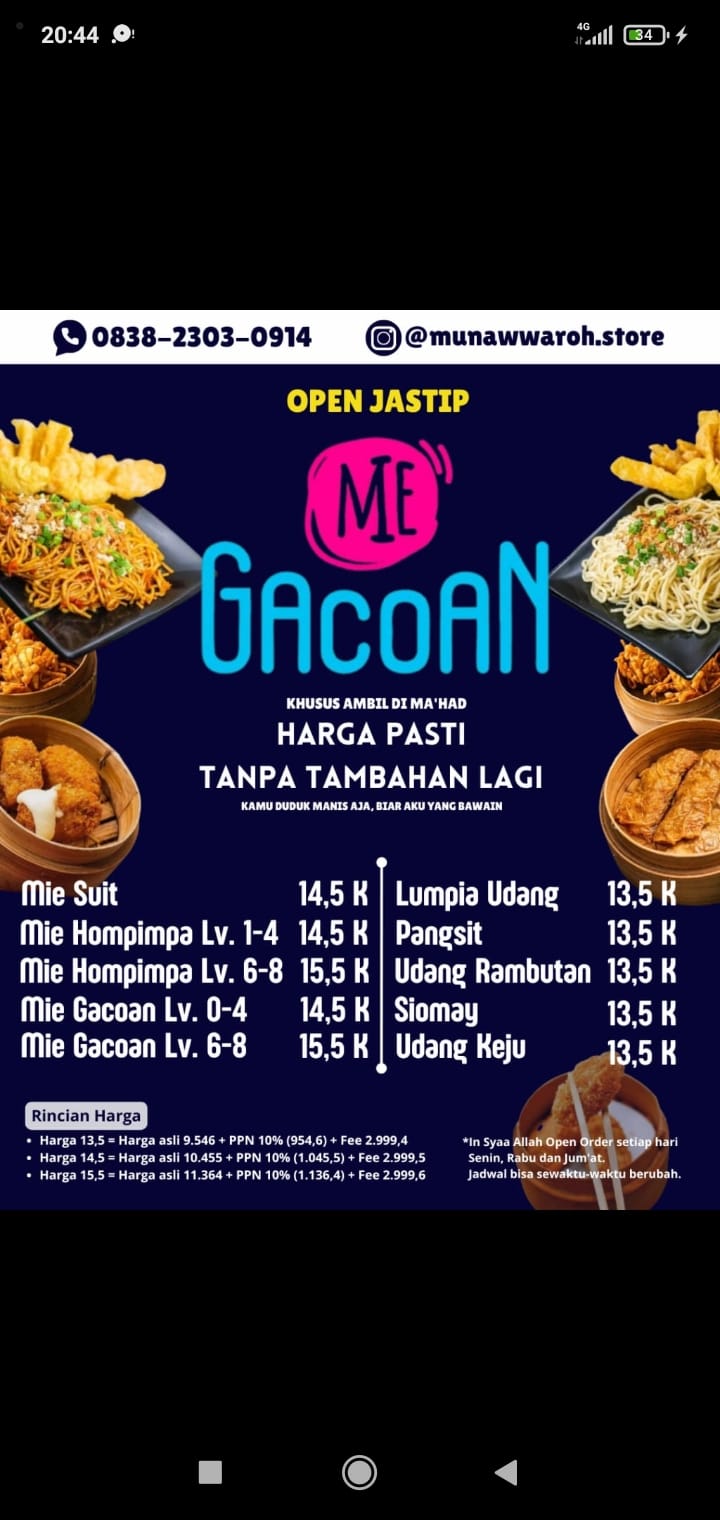 20:44
4G
34
0838-2303-0914
@munawwaroh.store
OPEN JASTIP
ME
GACOAN
KHUSUS AMBIL DI MA'HAD
HARGA PASTI
TANPA TAMBAHAN LAGI
KAMU DUDUK MANIS AJA, BIAR AKU YANG BAWAIN
Mie Suit 14,5 K
Mie Hompimpa Lv. 1-4 14,5 K
Mie Hompimpa Lv. 6-8 15,5 K
Mie Gacoan Lv. 0-4 14,5 K
Mie Gacoan Lv. 6-8 15,5 K
Lumpia Udang 13,5 K
Pangsit 13,5 K
Udang Rambutan 13,5 K
Siomay 13,5 K
Udang Keju 13,5 K
Rincian Harga
• Harga 13,5 = Harga asli 9.546 + PPN 10% (954,6) + Fee 2.999,4
• Harga 14,5 = Harga asli 10.455 + PPN 10% (1.045,5) + Fee 2.999,5
• Harga 15,5 = Harga asli 11.364 + PPN 10% (1.136,4) + Fee 2.999,6
*In Syaa Allah Open Order setiap hari
Senin, Rabu dan Jum'at.
Jadwal bisa sewaktu-waktu berubah.